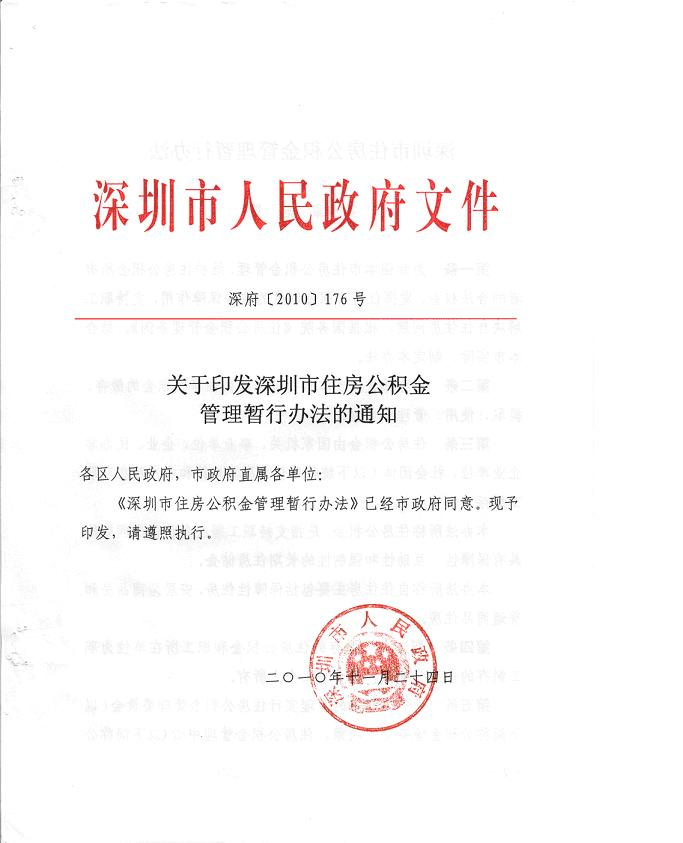 深圳市人民政府文件
深府〔2010〕176号
关于印发深圳市住房公积金
管理暂行办法的通知
各区人民政府，市政府直属各单位：
《深圳市住房公积金管理暂行办法》已经市政府同意。现予
印发，请遵照执行。
深圳市人民政府
二〇一〇年十一月二十四日